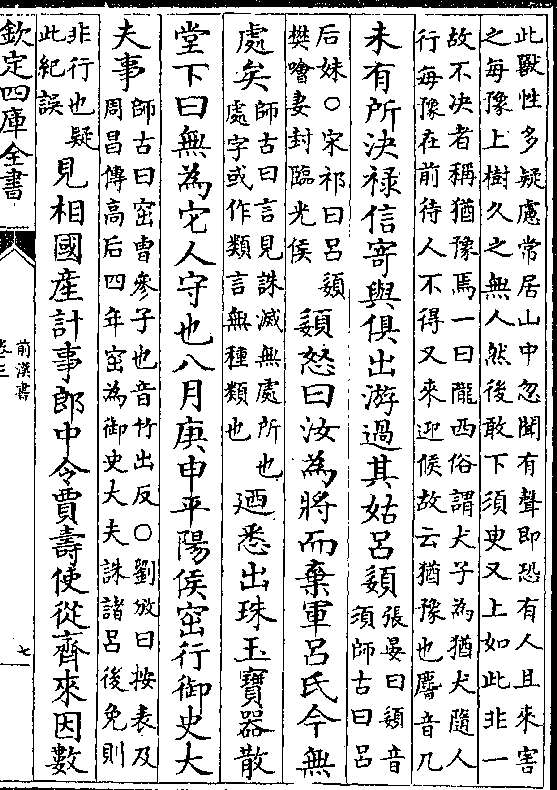 此獸性多疑慮常居山中忽聞有聲即恐有人且來害
之每豫上樹久之無人然後敢下須臾又上如此非一
故不決者稱猶豫焉一曰隴西俗謂犬子為猶犬隨人
行每豫在前待人不得又來迎候故云猶豫也麐音几
未有所決祿信寄與俱出游過其姑呂嬃
張晏曰嬃音
須師古曰呂
后妹○宋祁曰呂嬃
樊噲妻封臨光侯
嬃怒曰汝為將而棄軍呂氏今無
處矣
師古曰言見誅滅無處所也
處字或作類言無種類也
迺悉出珠玉寶器散
堂下曰無為它人守也八月庚申平陽侯窋行御史大
夫事
師古曰窋曹參子也音竹出反○劉攽曰按表及
周昌傳高后四年窋為御史大夫誅諸呂後免則
非行也疑
此紀誤
見相國產計事郎中令賈壽使從齊來因數
欽定四庫全書
前漢書
卷三
七